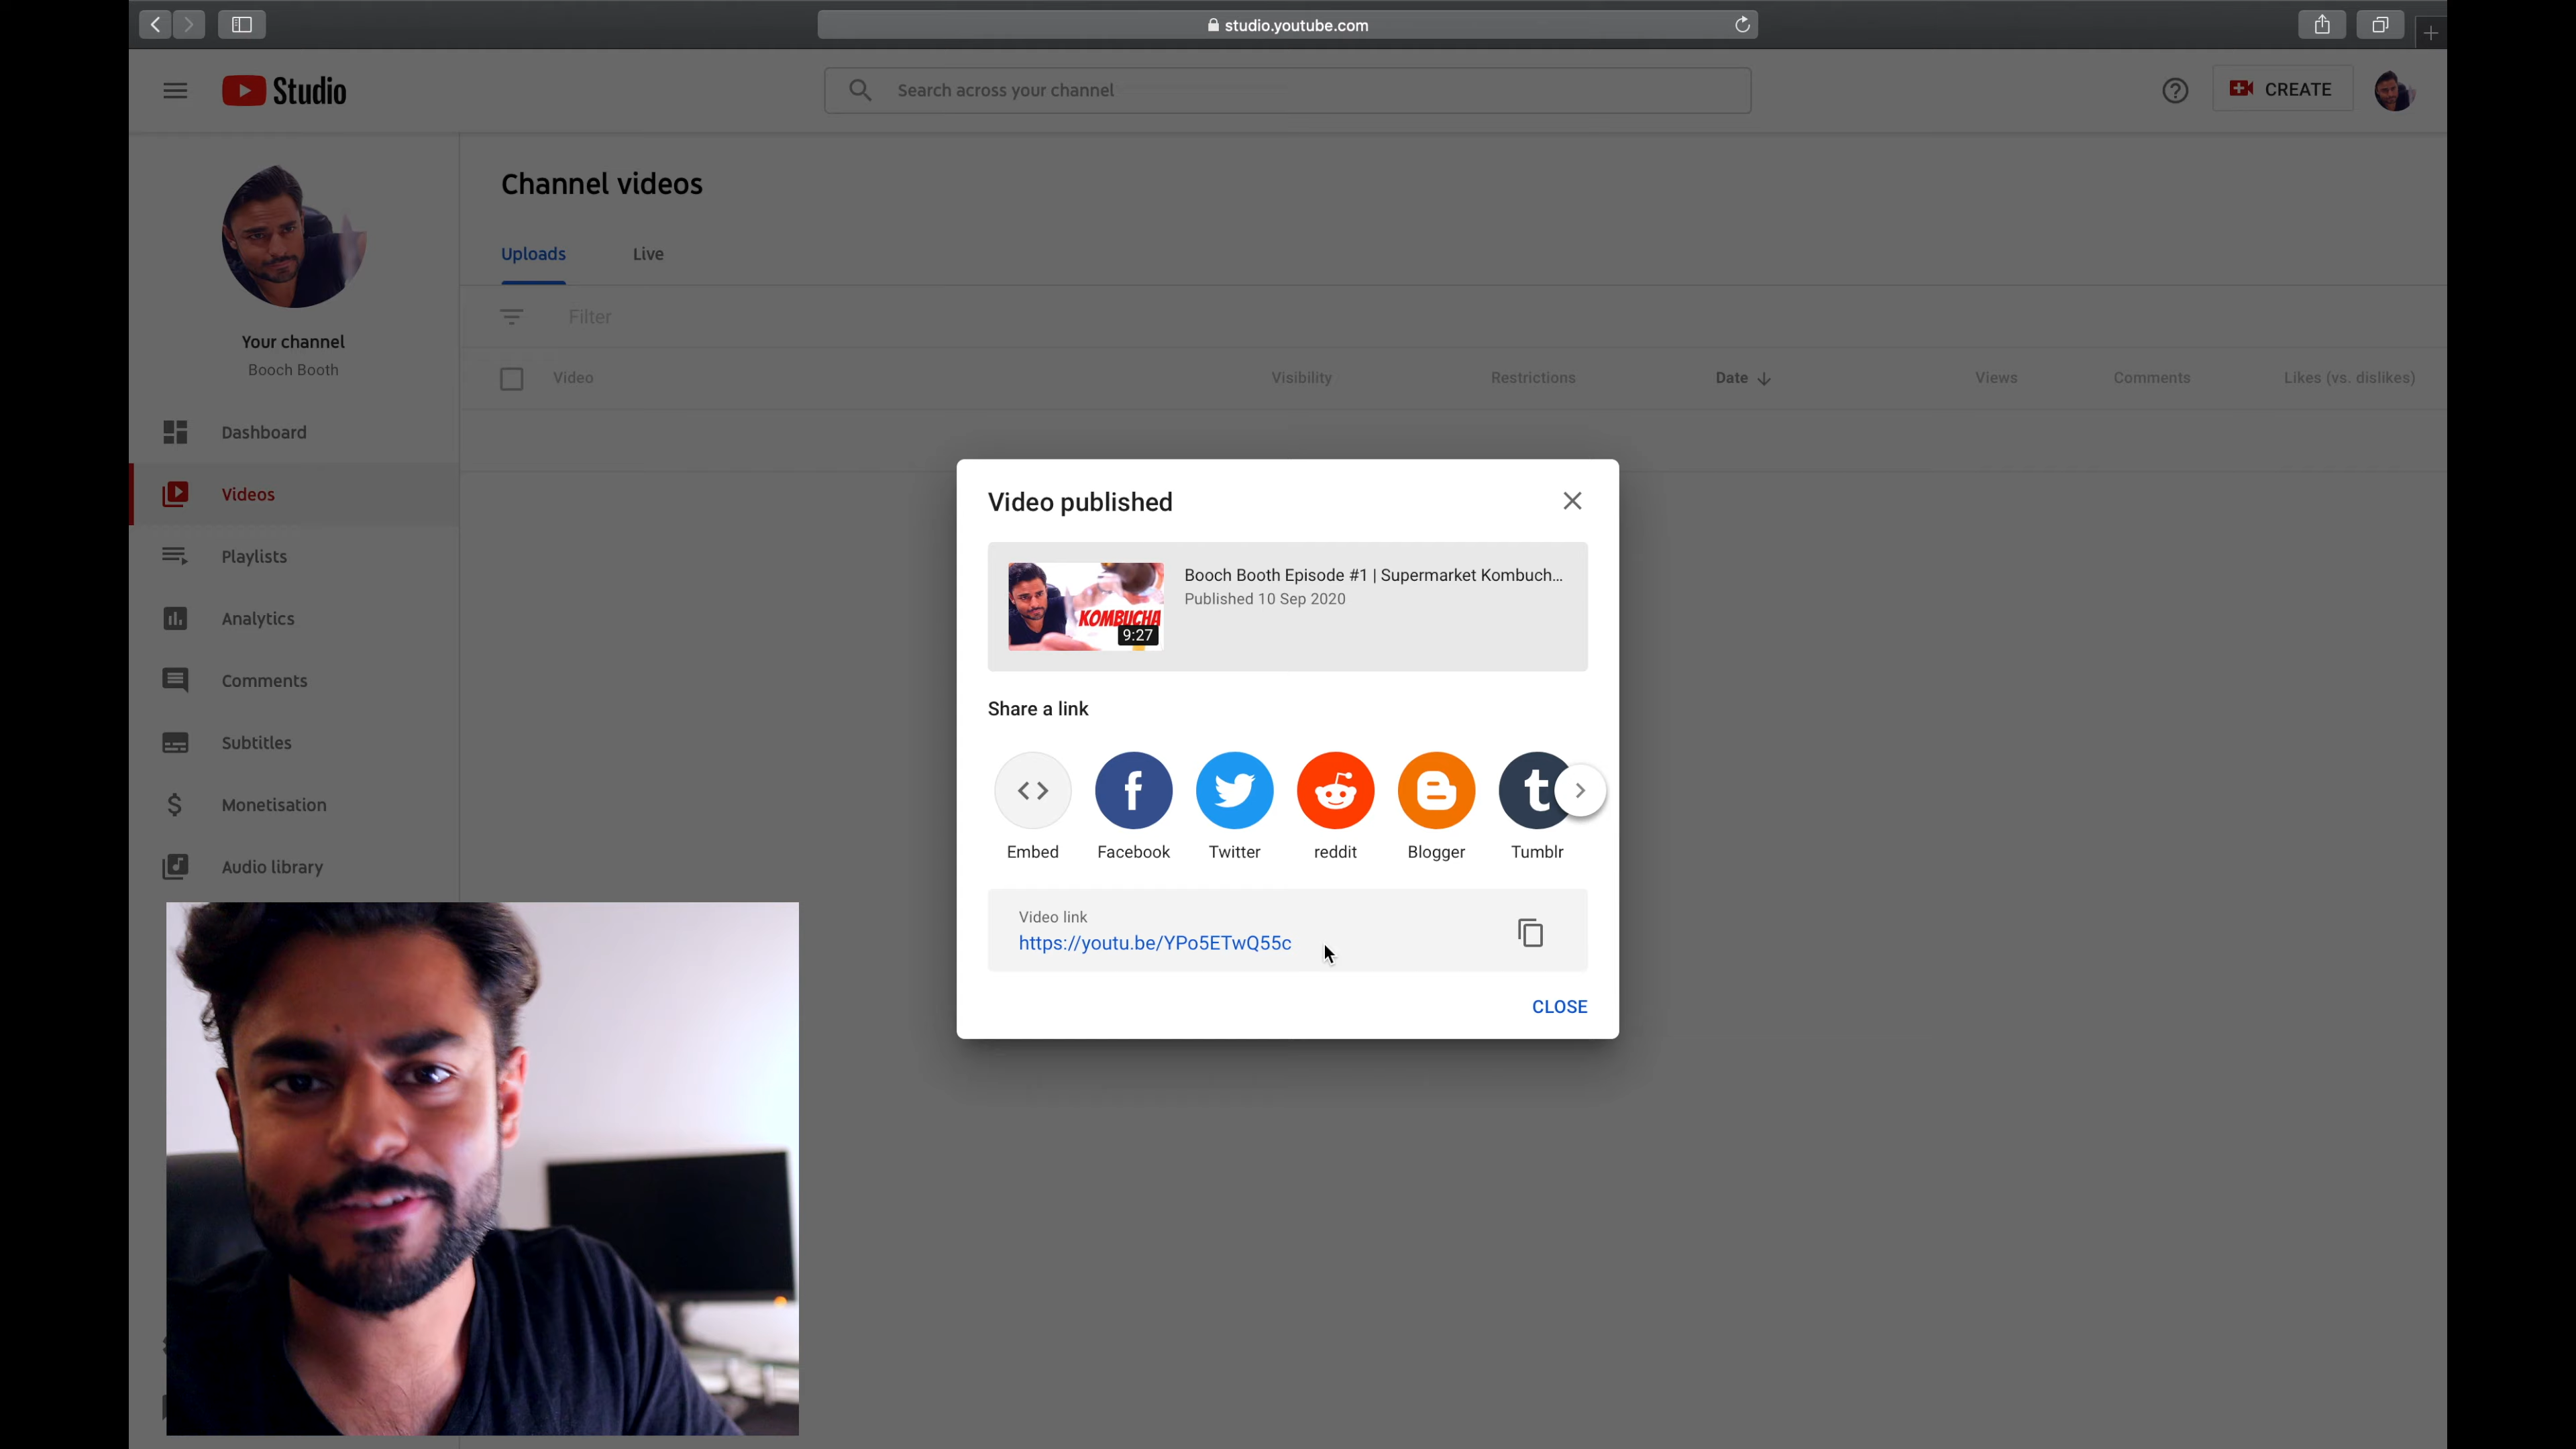 studio.youtube.com
Studio
Search across your channel
CREATE
Your channel
Booch Booth
Dashboard
Videos
Playlists
Analytics
Comments
Subtitles
Monetisation
Audio library
Channel videos
Uploads
Live
Filter
Video
Visibility
Restrictions
Date
Views
Comments
Likes (vs. dislikes)
Video published
KOMBUCHA
9:27
Booch Booth Episode #1 | Supermarket Kombuch...
Published 10 Sep 2020
Share a link
Embed
Facebook
Twitter
reddit
Blogger
Tumblr
Video link
https://youtu.be/YPo5ETwQ55c
CLOSE